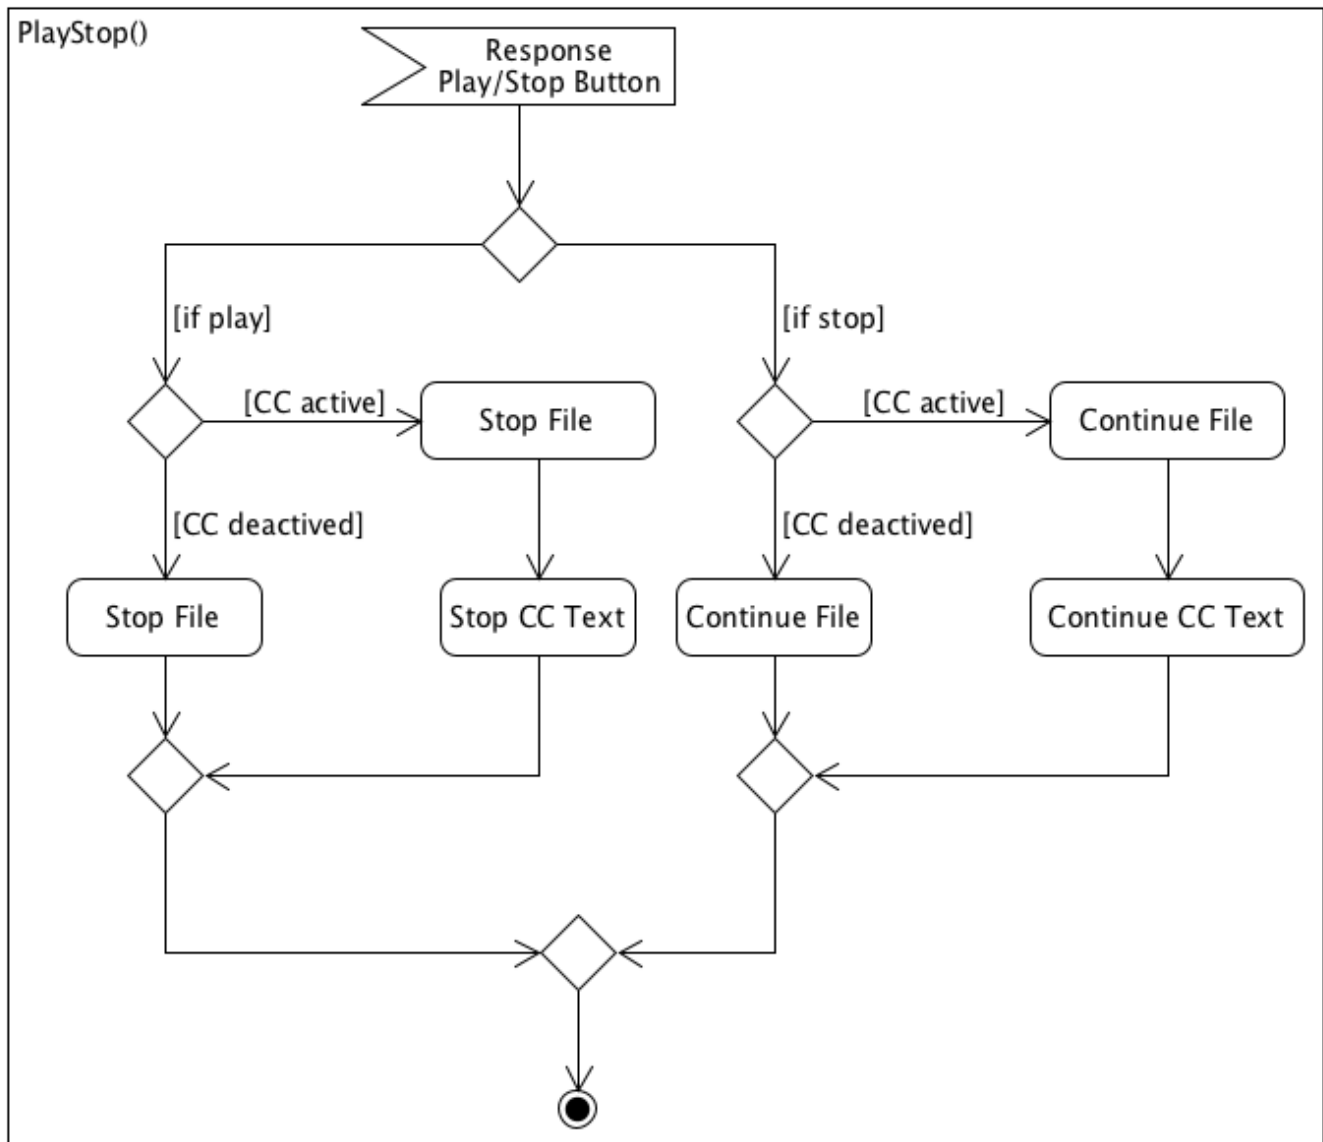 PlayStop()
Response
Play/Stop Button
[if play]
[if stop]
[CC active]
Stop File
[CC active]
Continue File
[CC deactived]
[CC deactived]
Stop File
Stop CC Text
Continue File
Continue CC Text